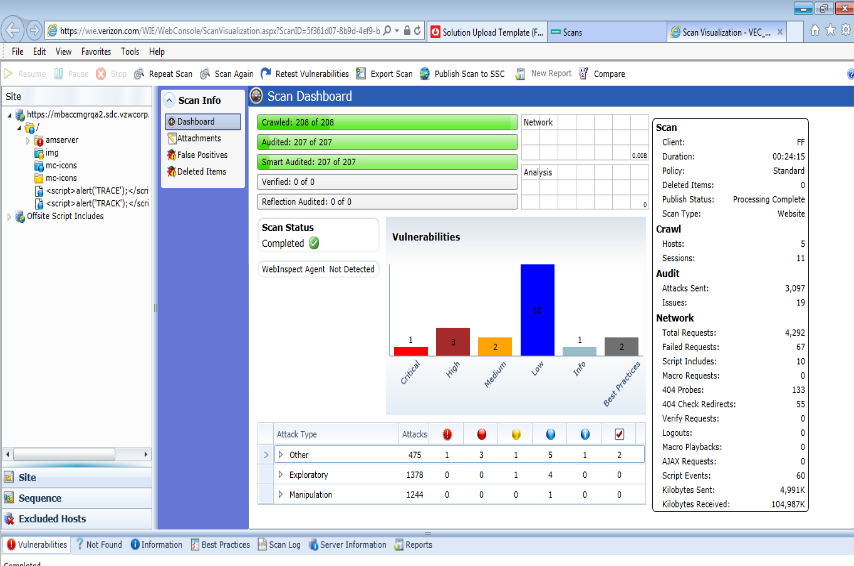 https://wie.verizon.com/WIE/WebConsole/ScanVisualization.aspx?ScanID=5f361d07-8b9d-4ef9-b
Solution Upload Template (F...
Scans
Scan Visualization - VEC_...
File Edit View Favorites Tools Help
Resume Pause Stop Repeat Scan Scan Again Retest Vulnerabilities Export Scan Publish Scan to SSC New Report Compare
Site
https://mbaccmgrqa2.sdc.vzwcorp.
/
amserver
img
mc-icons
mc-icons
<script>alert('TRACE');</scri
<script>alert('TRACK');</scri
Offsite Script Includes
Site
Sequence
Excluded Hosts
Scan Info
Dashboard
Attachments
False Positives
Deleted Items
Scan Dashboard
Crawled: 208 of 208
Audited: 207 of 207
Smart Audited: 207 of 207
Verified: 0 of 0
Reflection Audited: 0 of 0
Network
0.00B
Analysis
0
Scan Status
Completed
WebInspect Agent Not Detected
Vulnerabilities
1 3 2 10 1 2
Critical High Medium Low Info Best Practices
Attack Type Attacks
Other 475 1 3 1 5 1 2
Exploratory 1378 0 0 1 4 0 0
Manipulation 1244 0 0 0 1 0 0
Scan
Client: FF
Duration: 00:24:15
Policy: Standard
Deleted Items: 0
Publish Status: Processing Complete
Scan Type: Website
Crawl
Hosts: 5
Sessions: 11
Audit
Attacks Sent: 3,097
Issues: 19
Network
Total Requests: 4,292
Failed Requests: 67
Script Includes: 10
Macro Requests: 0
404 Probes: 133
404 Check Redirects: 55
Verify Requests: 0
Logouts: 0
Macro Playbacks: 0
AJAX Requests: 0
Script Events: 60
Kilobytes Sent: 4,991K
Kilobytes Received: 104,987K
Vulnerabilities Not Found Information Best Practices Scan Log Server Information Reports
Completed